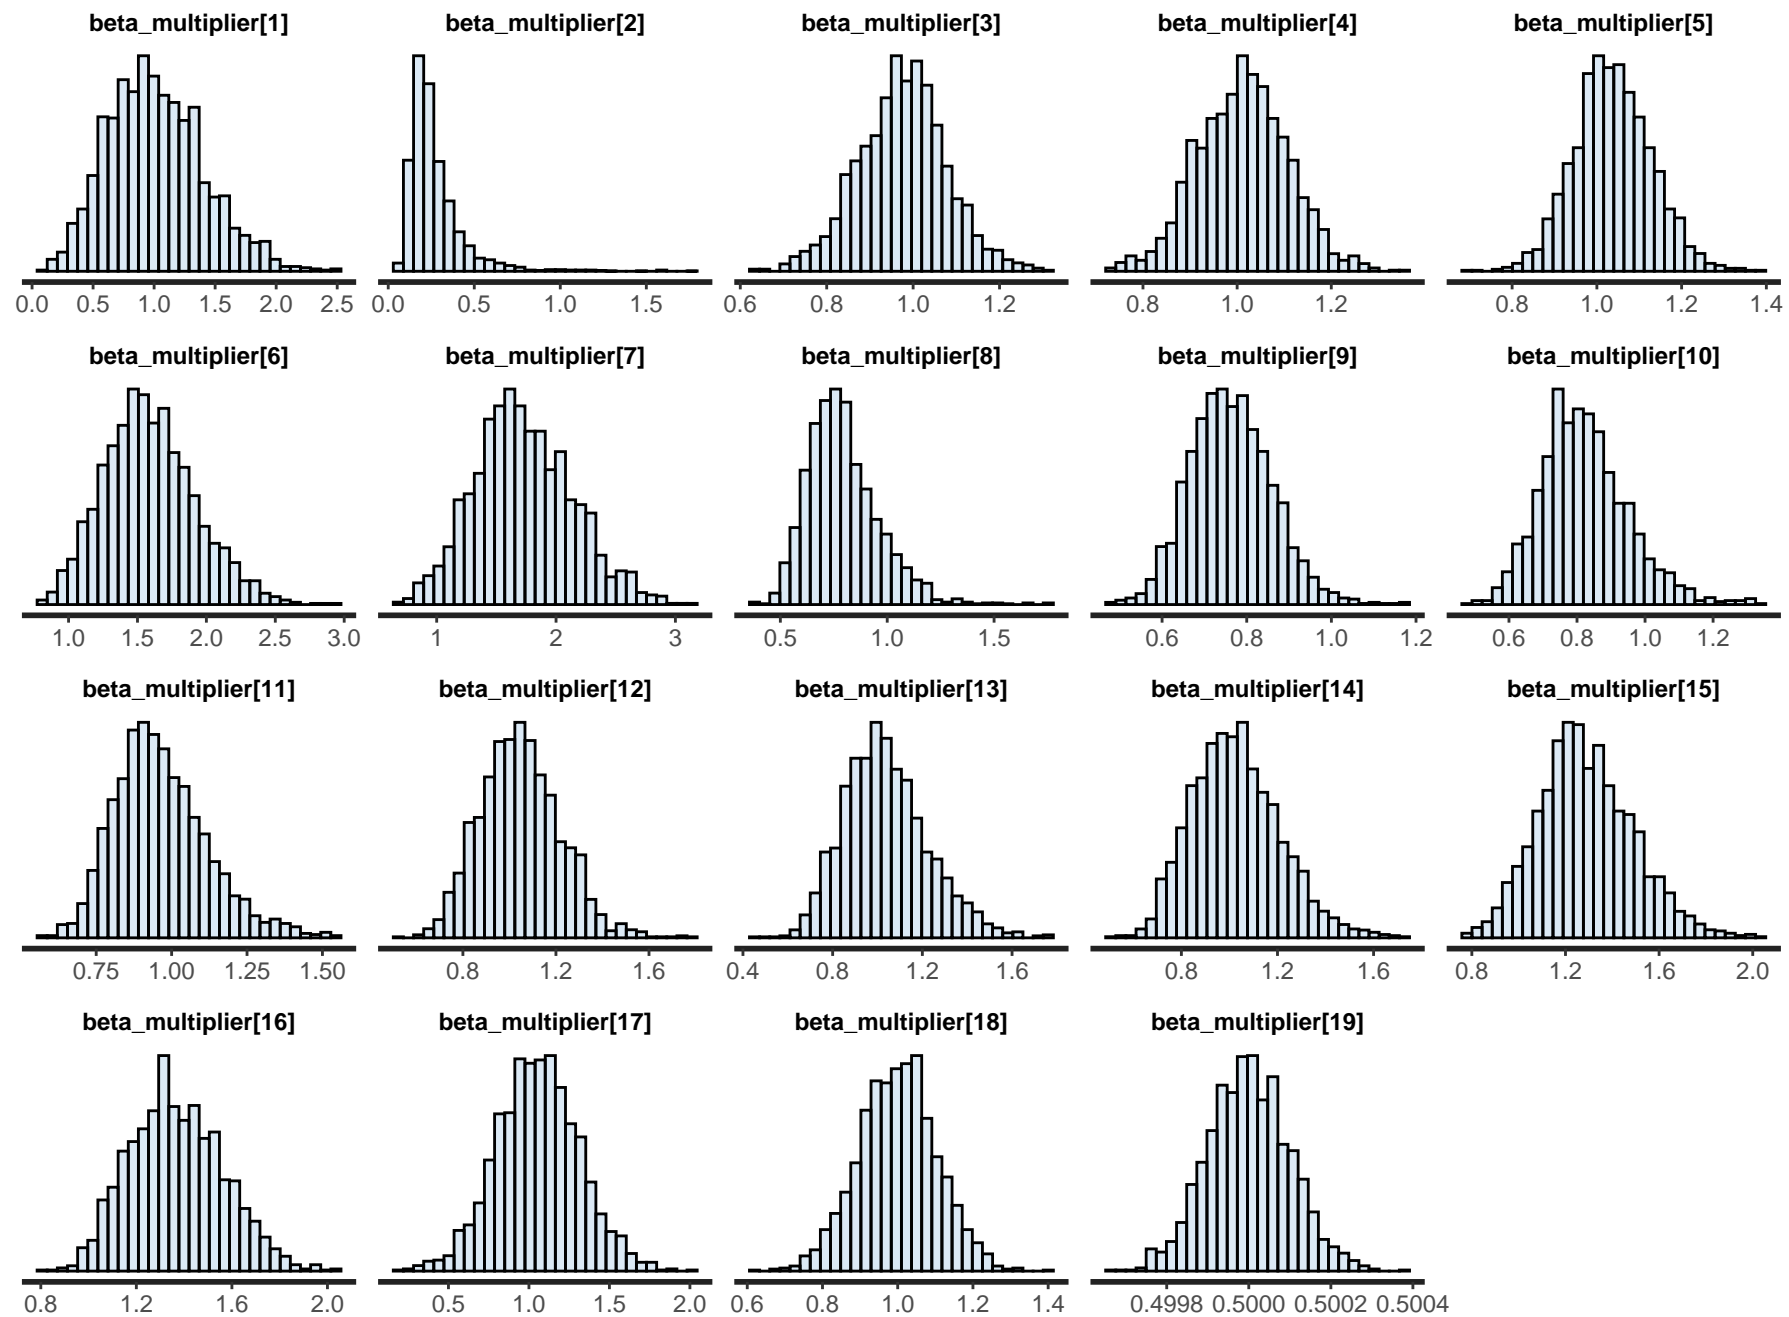 beta_multiplier[1] beta_multiplier[2] beta_multiplier[3] beta_multiplier[4] beta_multiplier[5]
0.0 0.5 1.0 1.5 2.0 2.5 0.0 0.5 1.0 1.5 0.6 0.8 1.0 1.2 0.8 1.0 1.2 0.8 1.0 1.2 1.4
beta_multiplier[6] beta_multiplier[7] beta_multiplier[8] beta_multiplier[9] beta_multiplier[10]
1.0 1.5 2.0 2.5 3.0 1 2 3 0.5 1.0 1.5 0.6 0.8 1.0 1.2 0.6 0.8 1.0 1.2
beta_multiplier[11] beta_multiplier[12] beta_multiplier[13] beta_multiplier[14] beta_multiplier[15]
0.75 1.00 1.25 1.50 0.8 1.2 1.6 0.4 0.8 1.2 1.6 0.8 1.2 1.6 0.8 1.2 1.6 2.0
beta_multiplier[16] beta_multiplier[17] beta_multiplier[18] beta_multiplier[19]
0.8 1.2 1.6 2.0 0.5 1.0 1.5 2.0 0.6 0.8 1.0 1.2 1.4 0.4998 0.5000 0.5002 0.5004